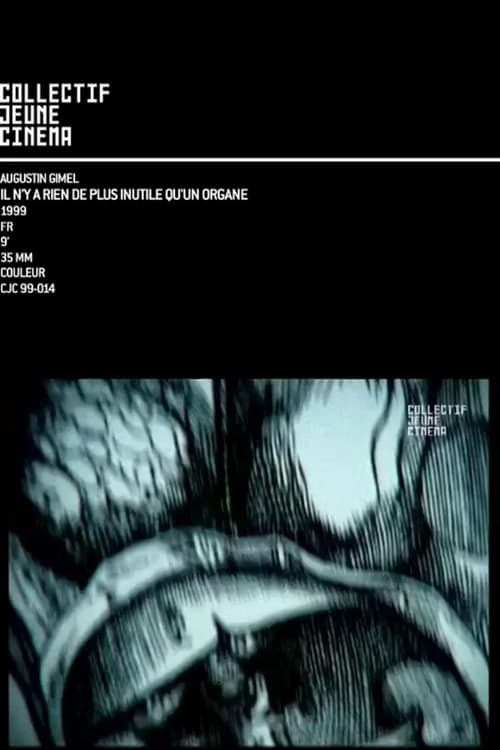 COLLECTIF
JEUNE
CINEMA
AUGUSTIN GIMEL
IL N'Y A RIEN DE PLUS INUTILE QU'UN ORGANE
1999
FR
9'
35 MM
COULEUR
CJC 99-014
COLLECTIF
JEUNE
CINEMA